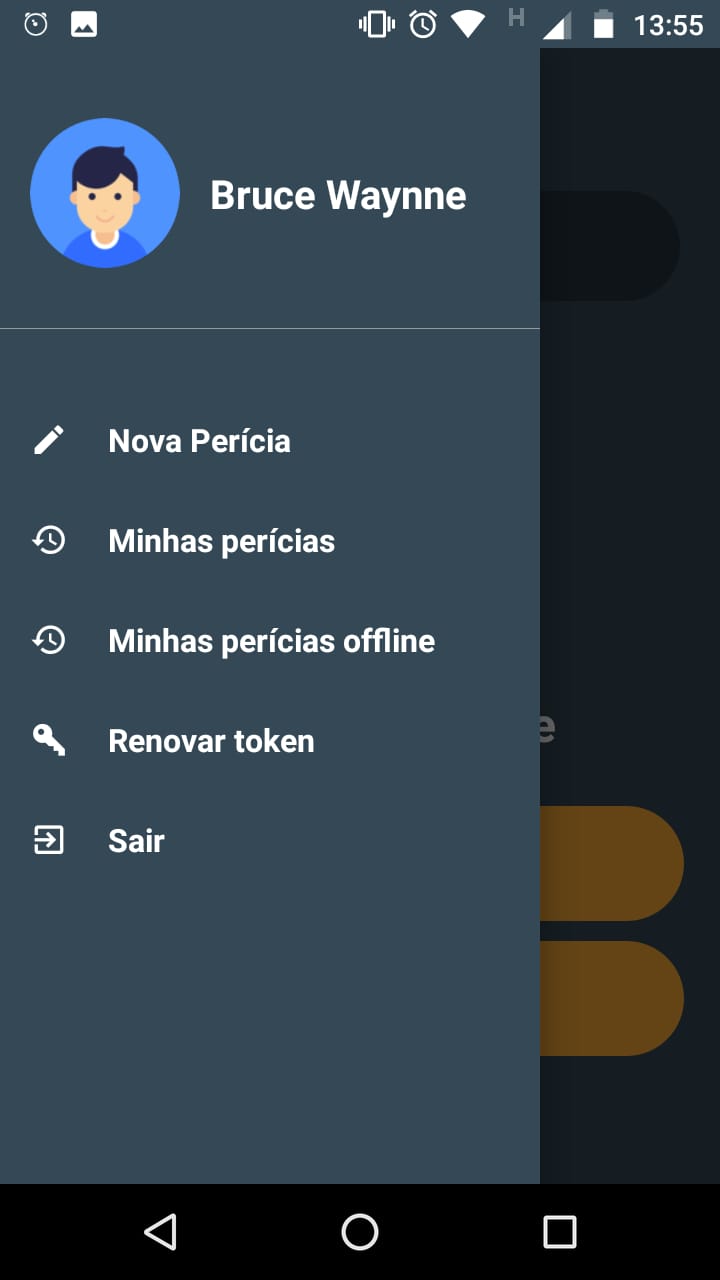 H
13:55
Bruce Waynne
Nova Perícia
Minhas perícias
Minhas perícias offline
e
Renovar token
Sair